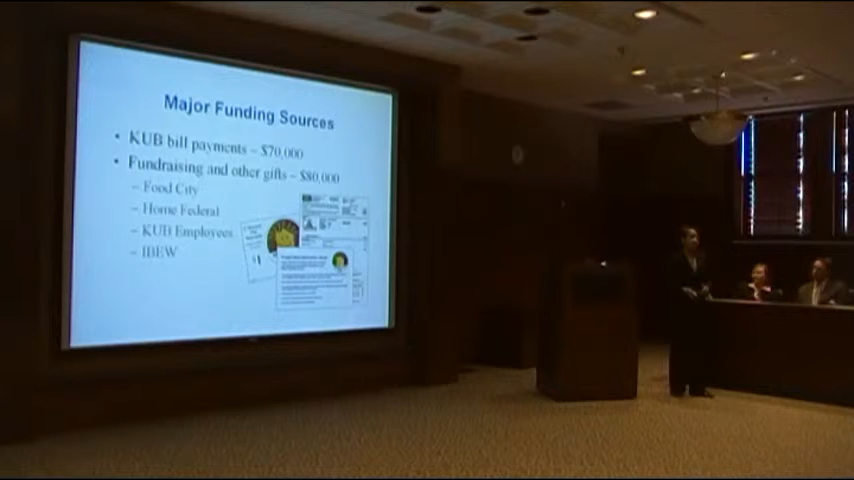 Major Funding Sources
• KUB bill payments – $70,000
• Fundraising and other gifts – $80,000
– Food City
– Home Federal
– KUB Employees
– IBEW
$1